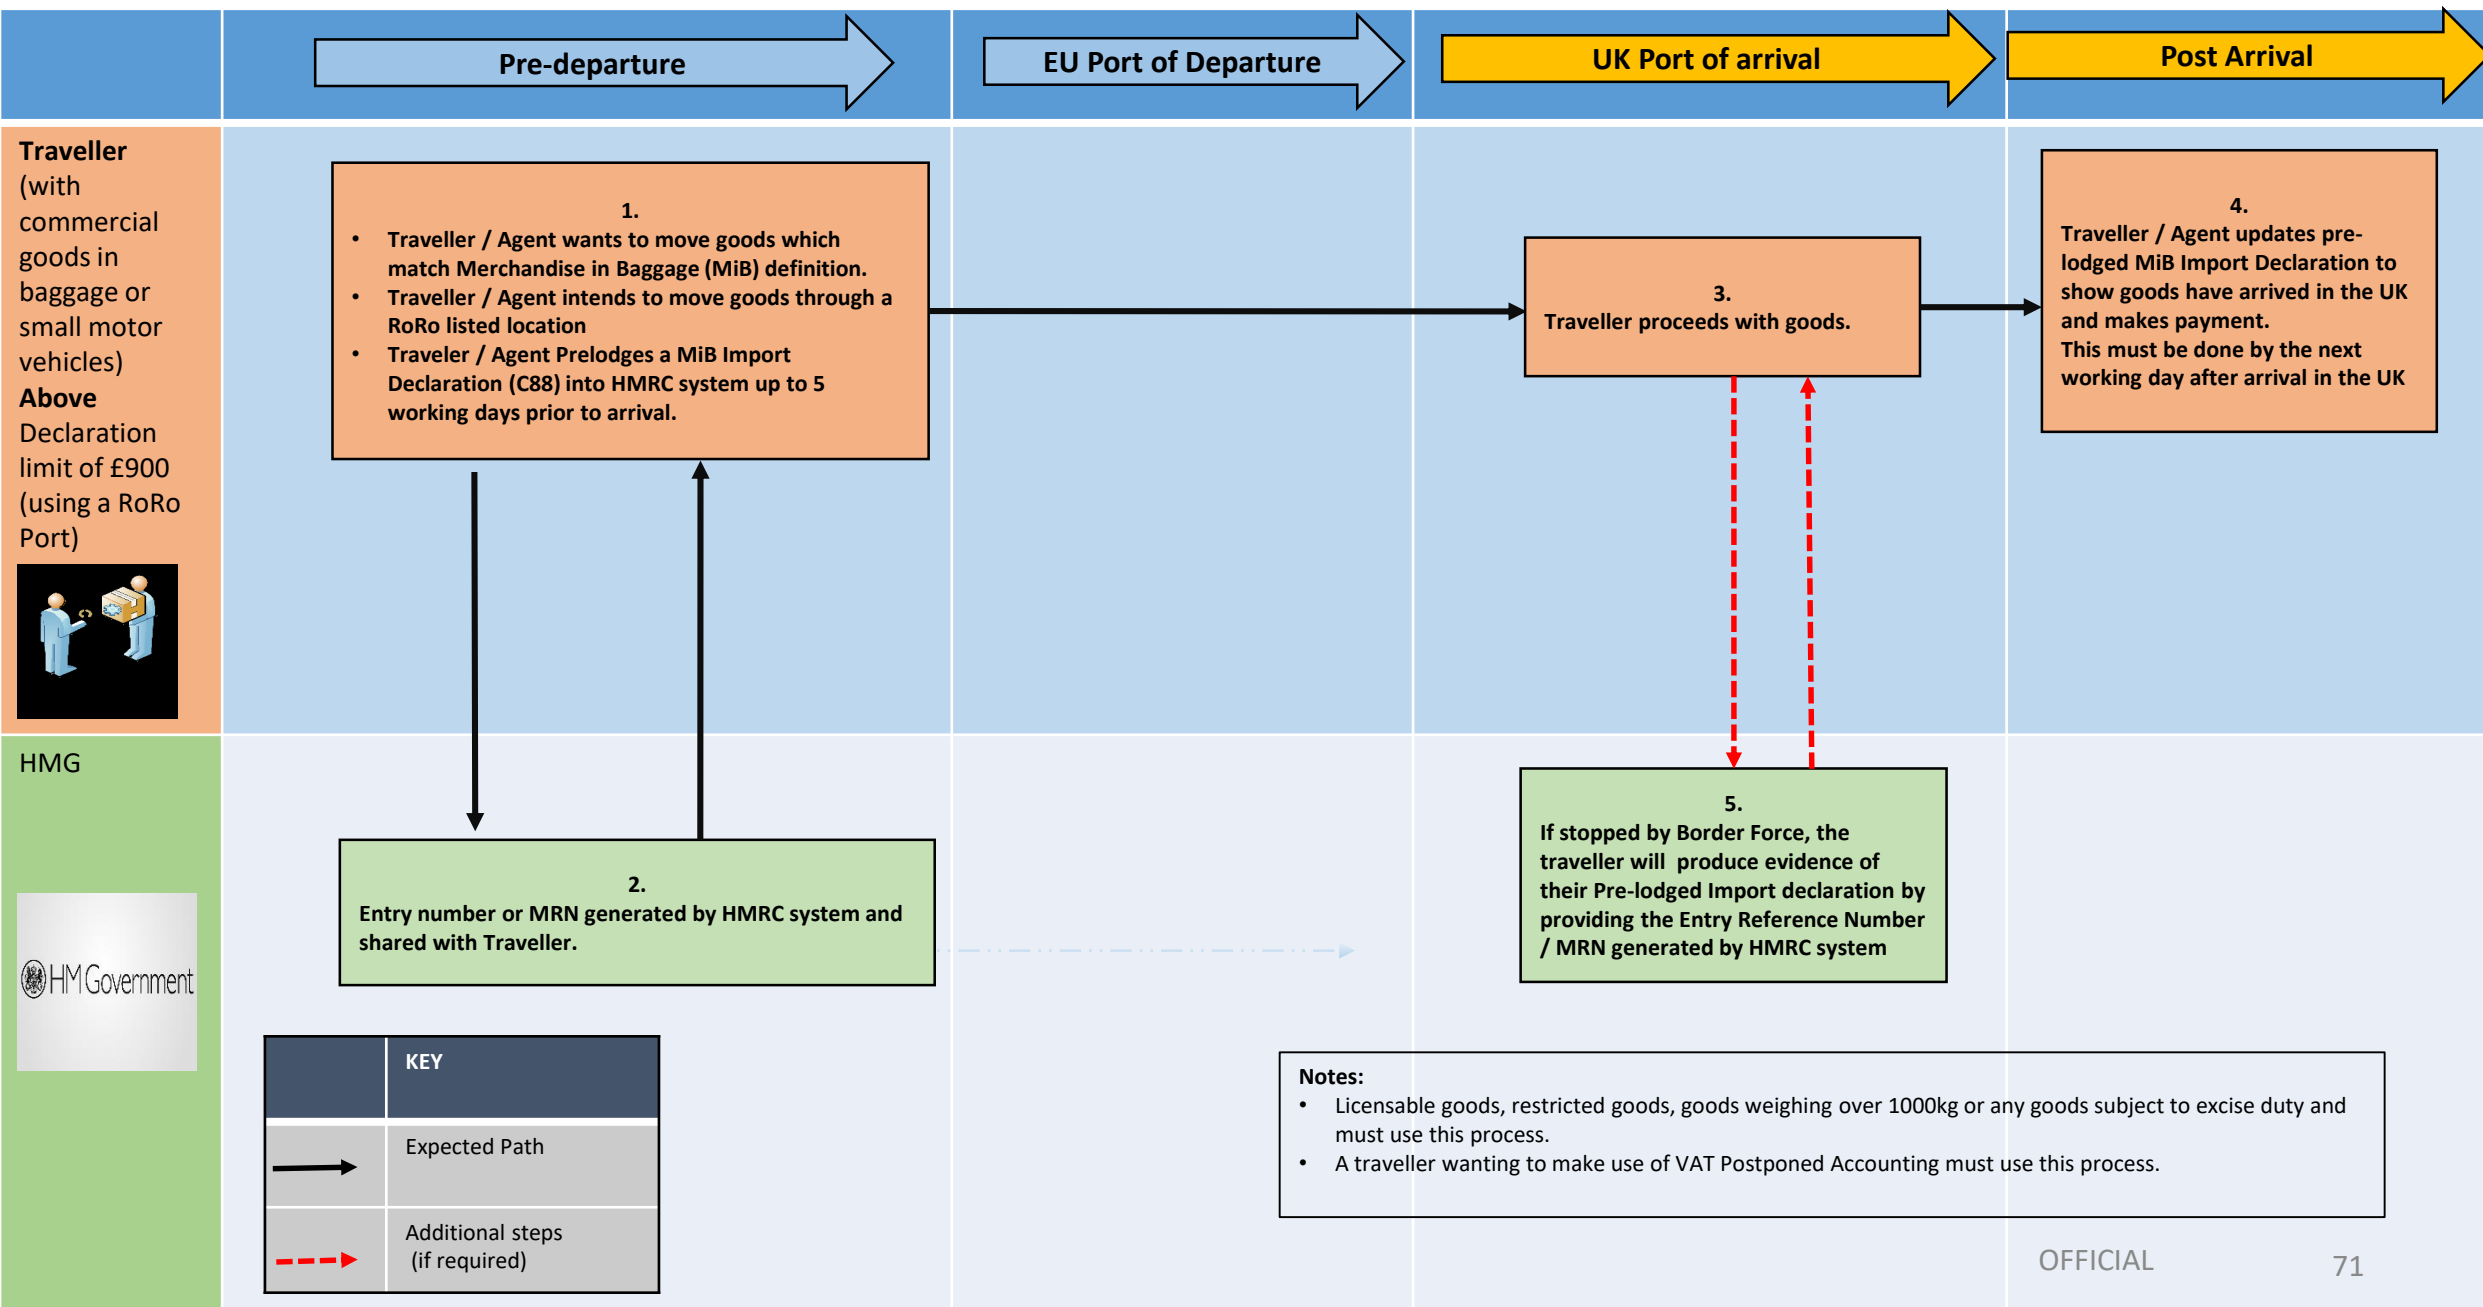 Pre-departure
EU Port of Departure
UK Port of arrival
Post Arrival
Traveller
(with
commercial
goods in
baggage or
small motor
vehicles)
Above
Declaration
limit of £900
(using a RoRo
Port)
1.
• Traveller / Agent wants to move goods which
match Merchandise in Baggage (MiB) definition.
• Traveller / Agent intends to move goods through a
RoRo listed location
• Traveler / Agent Prelodges a MiB Import
Declaration (C88) into HMRC system up to 5
working days prior to arrival.
3.
Traveller proceeds with goods.
4.
Traveller / Agent updates pre-
lodged MiB Import Declaration to
show goods have arrived in the UK
and makes payment.
This must be done by the next
working day after arrival in the UK
HMG
HM Government
2.
Entry number or MRN generated by HMRC system and
shared with Traveller.
5.
If stopped by Border Force, the
traveller will produce evidence of
their Pre-lodged Import declaration by
providing the Entry Reference Number
/ MRN generated by HMRC system
KEY
Expected Path
Additional steps
(if required)
Notes:
• Licensable goods, restricted goods, goods weighing over 1000kg or any goods subject to excise duty and
must use this process.
• A traveller wanting to make use of VAT Postponed Accounting must use this process.
OFFICIAL
71